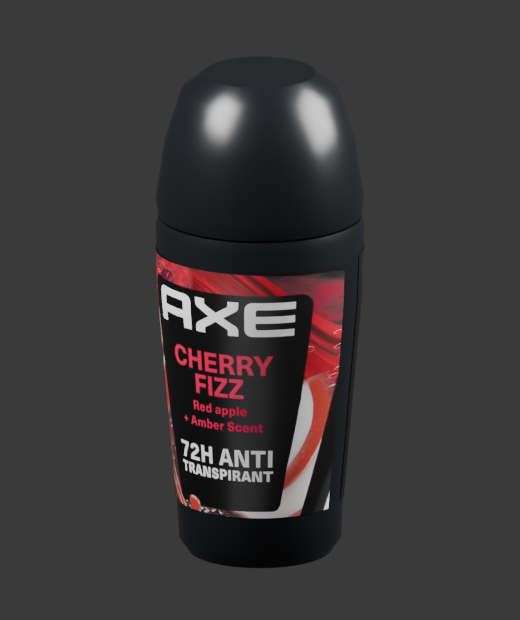 AXE
CHERRY
FIZZ
Red apple
+ Amber Scent
72H ANTI
TRANSPIRANT